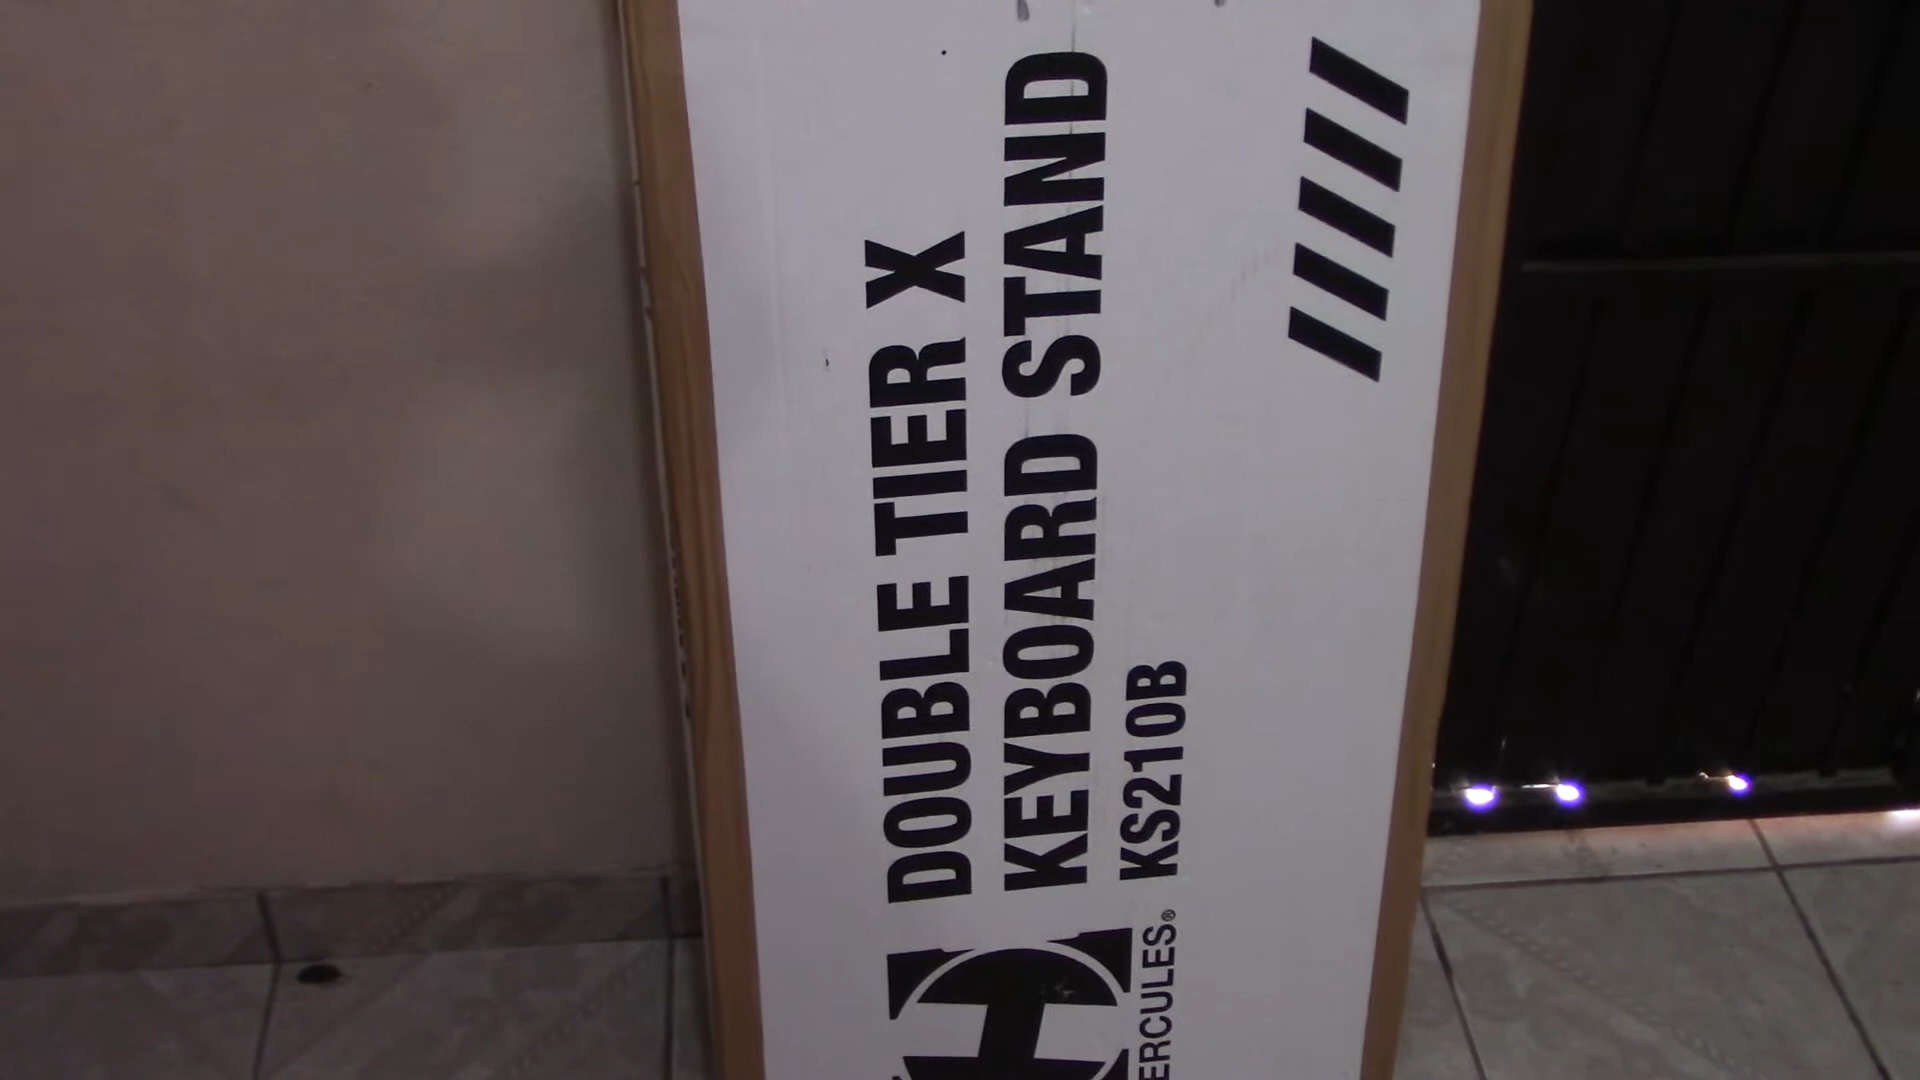 DOUBLE TIER X
KEYBOARD STAND
KS210B
ERCULES®